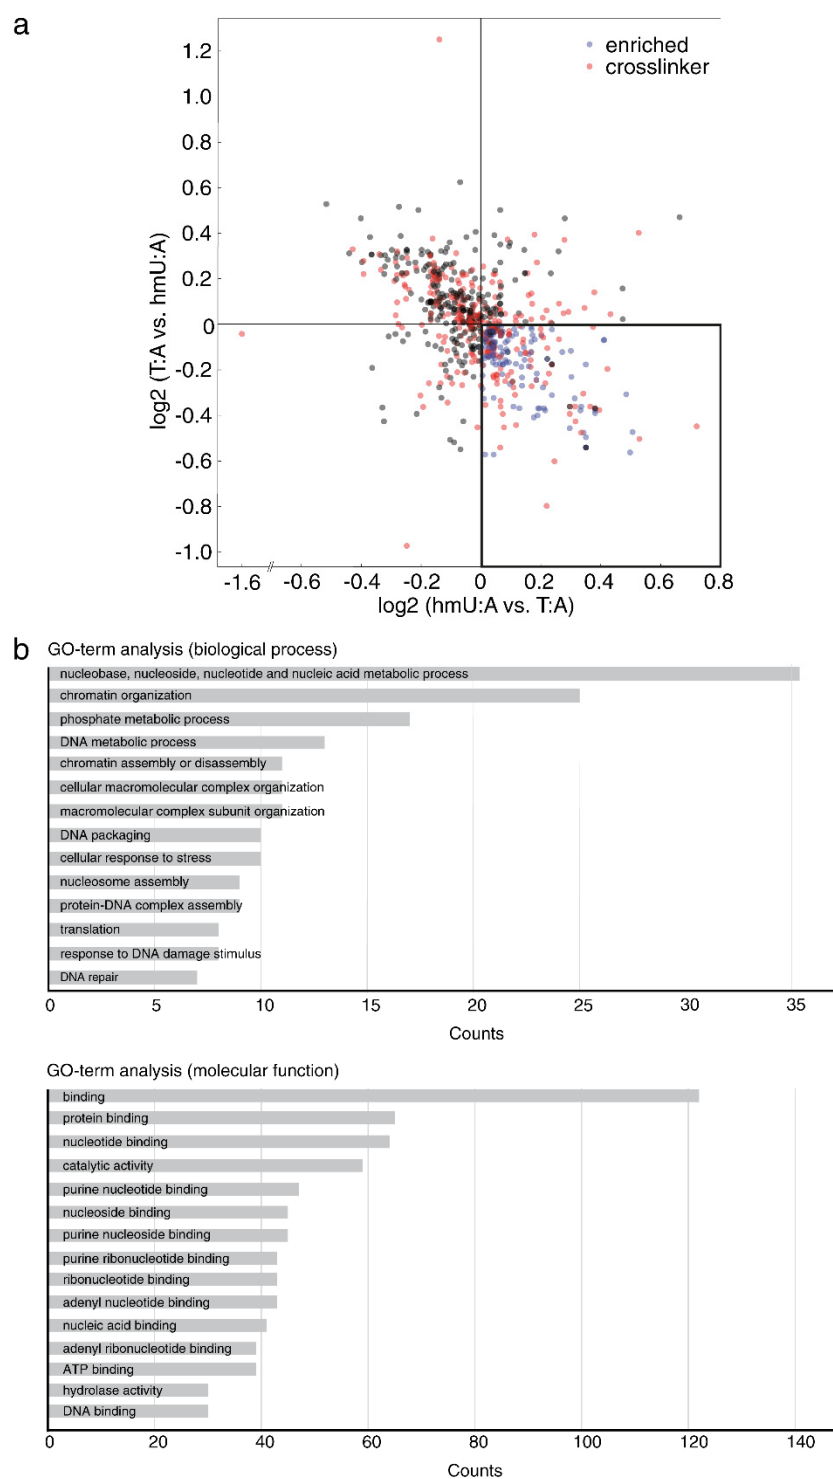 a
enriched
crosslinker
1.2
1.0
0.8
0.6
0.4
0.2
0
-0.2
-0.4
-0.6
-0.8
-1.0
log2 (T:A vs. hmU:A)
-1.6 // -0.6 -0.4 -0.2 0 0.2 0.4 0.6 0.8
log2 (hmU:A vs. T:A)
b
GO-term analysis (biological process)
nucleobase, nucleoside, nucleotide and nucleic acid metabolic process
chromatin organization
phosphate metabolic process
DNA metabolic process
chromatin assembly or disassembly
cellular macromolecular complex organization
macromolecular complex subunit organization
DNA packaging
cellular response to stress
nucleosome assembly
protein-DNA complex assembly
translation
response to DNA damage stimulus
DNA repair
0 5 10 15 20 25 30 35
Counts
GO-term analysis (molecular function)
binding
protein binding
nucleotide binding
catalytic activity
purine nucleotide binding
nucleoside binding
purine nucleoside binding
purine ribonucleotide binding
ribonucleotide binding
adenyl nucleotide binding
nucleic acid binding
adenyl ribonucleotide binding
ATP binding
hydrolase activity
DNA binding
0 20 40 60 80 100 120 140
Counts